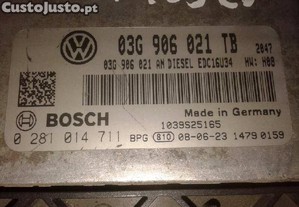 CustoJusto.pt
03G 906 021 TB 2847
03G 906 021 AM DIESEL EDC16U34 HW: H08
BOSCH Made in Germany
1039S25165
0 281 014 711 BPG 810 08-06-23 1479 0159